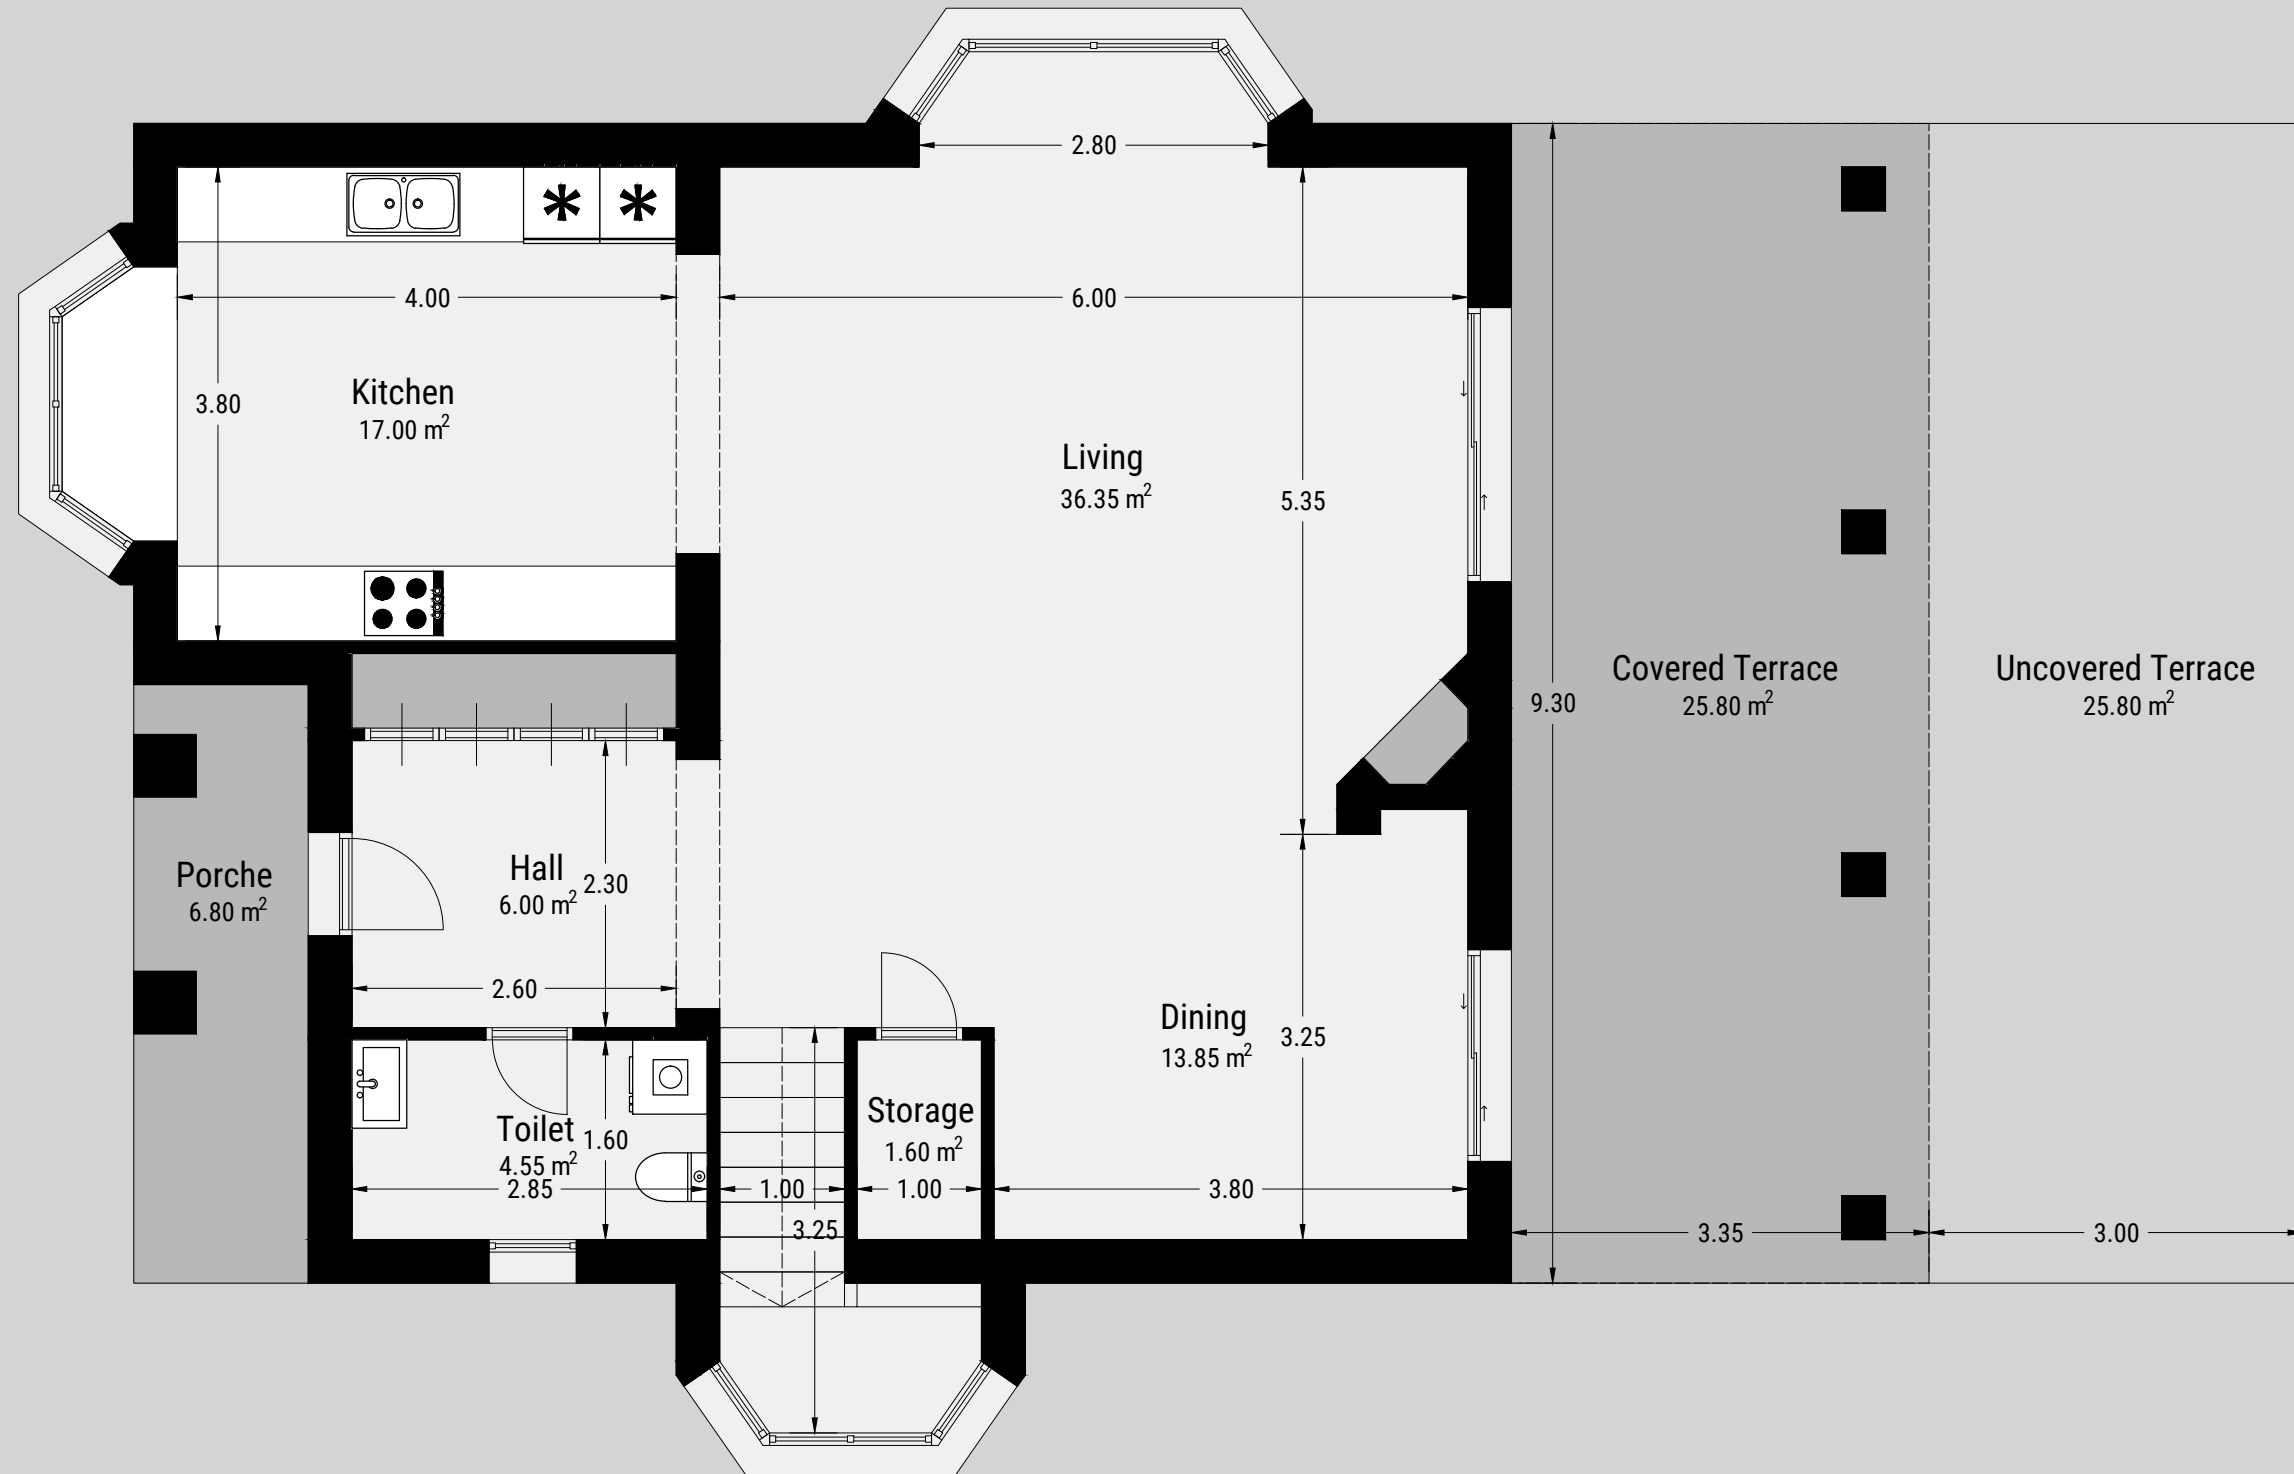 2.80
4.00
6.00
Kitchen
17.00 m²
3.80
Living
36.35 m²
5.35
Covered Terrace
25.80 m²
Uncovered Terrace
25.80 m²
9.30
Porche
6.80 m²
Hall
6.00 m²
2.30
2.60
Dining
13.85 m²
3.25
Toilet
4.55 m²
1.60
2.85
Storage
1.60 m²
1.00
1.00
3.80
3.25
3.35
3.00